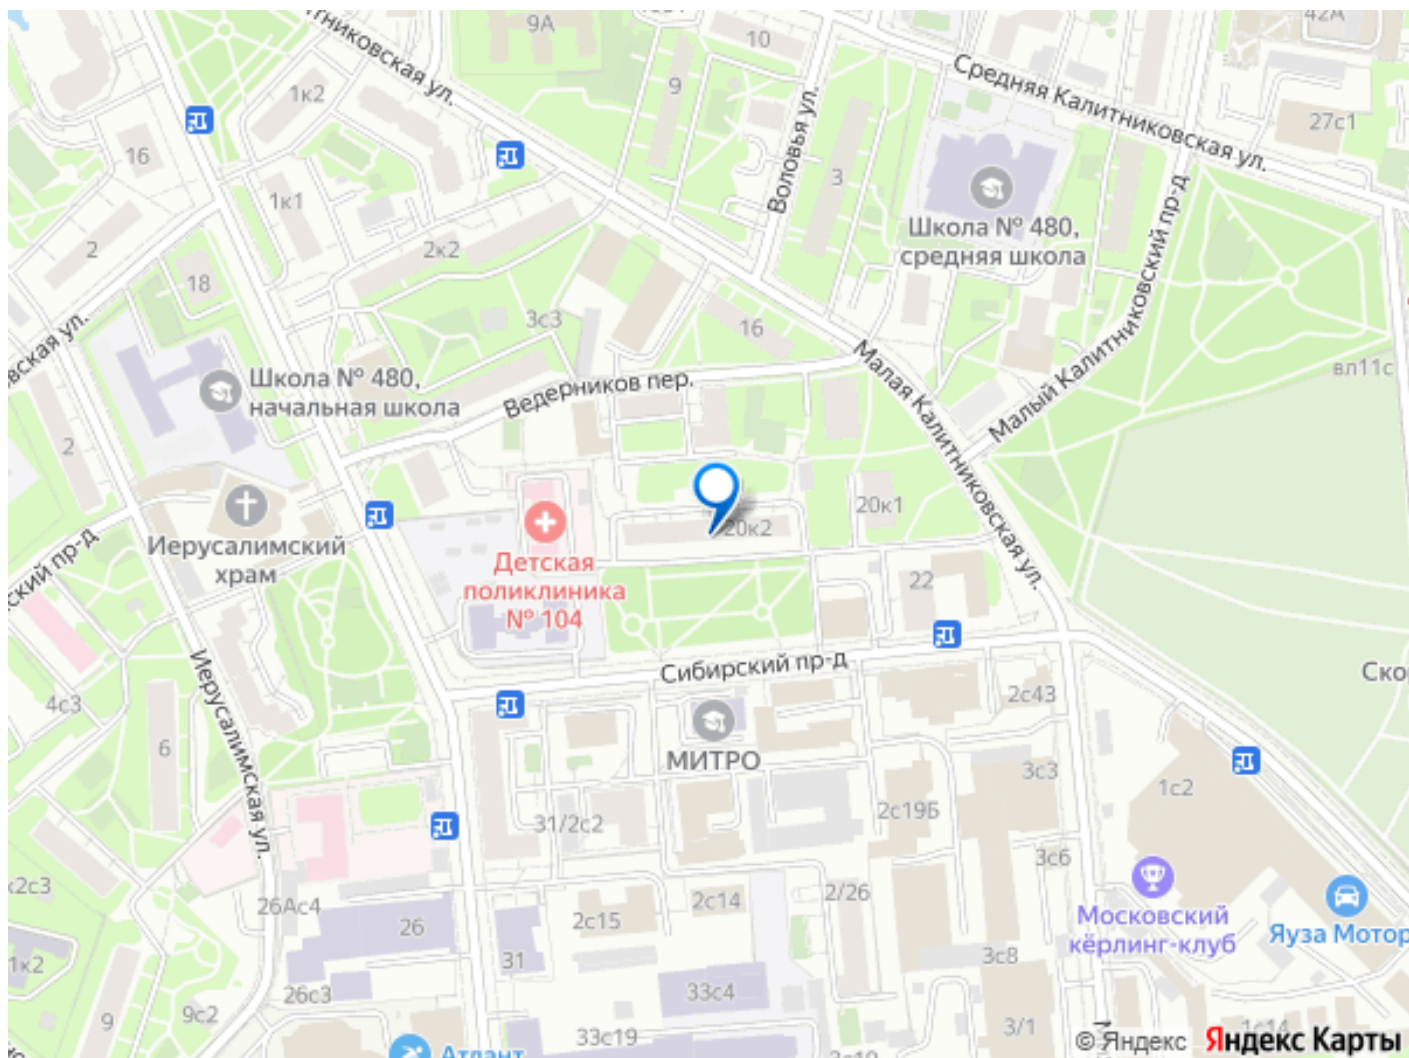 9А
10
42А
тниковская ул.
Средняя Калитниковская ул.
1к2
9
Воловья ул.
27с1
16
3
Школа № 480,
средняя школа
1к1
2
2к2
18
Малый Калитниковский пр-д
3с3
16
вская ул.
Школа № 480,
начальная школа
Ведерников пер.
Малая Калитниковская ул.
вл11с
2
Иерусалимский
храм
20к2
20к1
ский пр-д
Детская
поликлиника
№ 104
22
Сибирский пр-д
Ско
4с3
Иерусалимская ул.
6
МИТРО
2с43
3с3
1с2
31/2с2
2с19Б
3с6
к2с3
26Ас4
26
2с15
2с14
2/26
Московский
кёрлинг-клуб
Яуза Мотор
1к2
31
3с8
26с3
33с4
9
9с2
33с19
3/1
Атлант
© Яндекс
Яндекс Карты
1с14